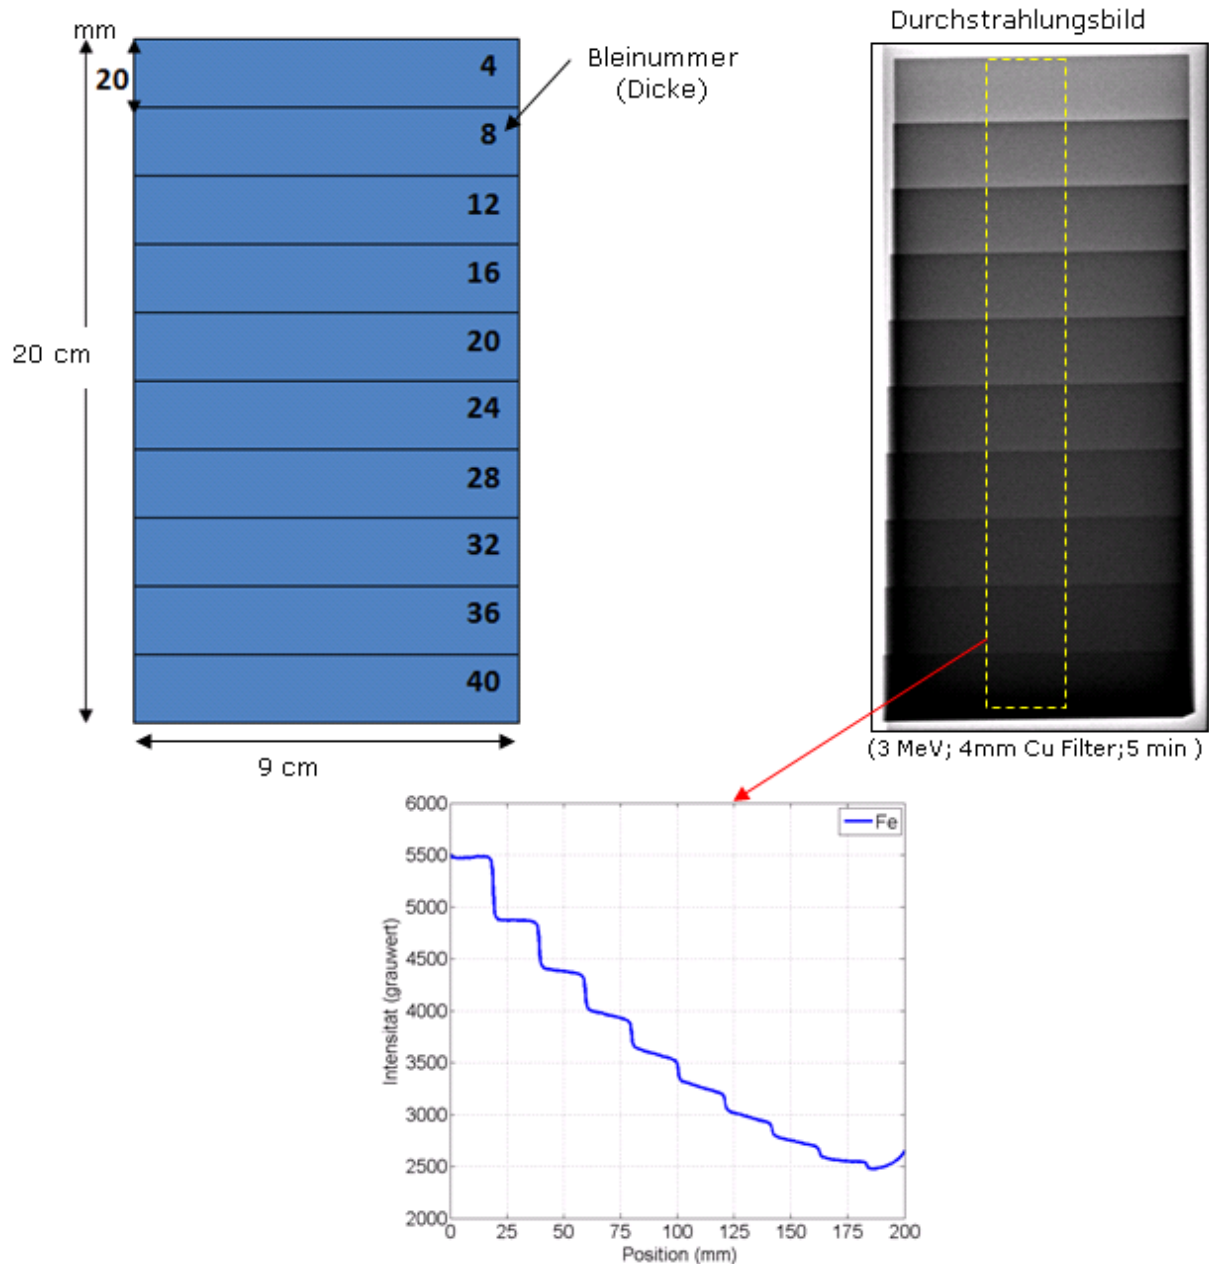 mm
20
20 cm
4
8
12
16
20
24
28
32
36
40
9 cm
Bleinummer
(Dicke)
Durchstrahlungsbild
(3 MeV; 4mm Cu Filter;5 min )
Fe
6000
5500
5000
4500
4000
3500
3000
2500
2000
Intensität (grauwert)
0 25 50 75 100 125 150 175 200
Position (mm)